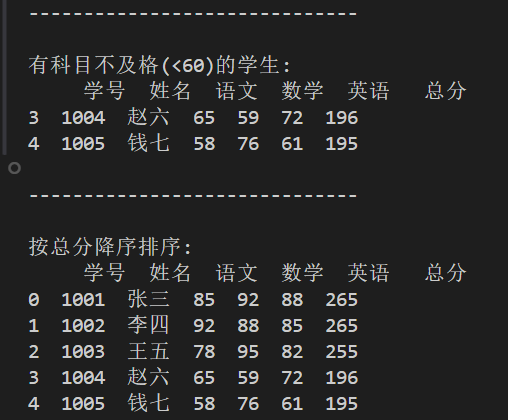 ------------------------------
有科目不及格(<60)的学生:
学号 姓名 语文 数学 英语 总分
3 1004 赵六 65 59 72 196
4 1005 钱七 58 76 61 195
------------------------------
按总分降序排序:
学号 姓名 语文 数学 英语 总分
0 1001 张三 85 92 88 265
1 1002 李四 92 88 85 265
2 1003 王五 78 95 82 255
3 1004 赵六 65 59 72 196
4 1005 钱七 58 76 61 195